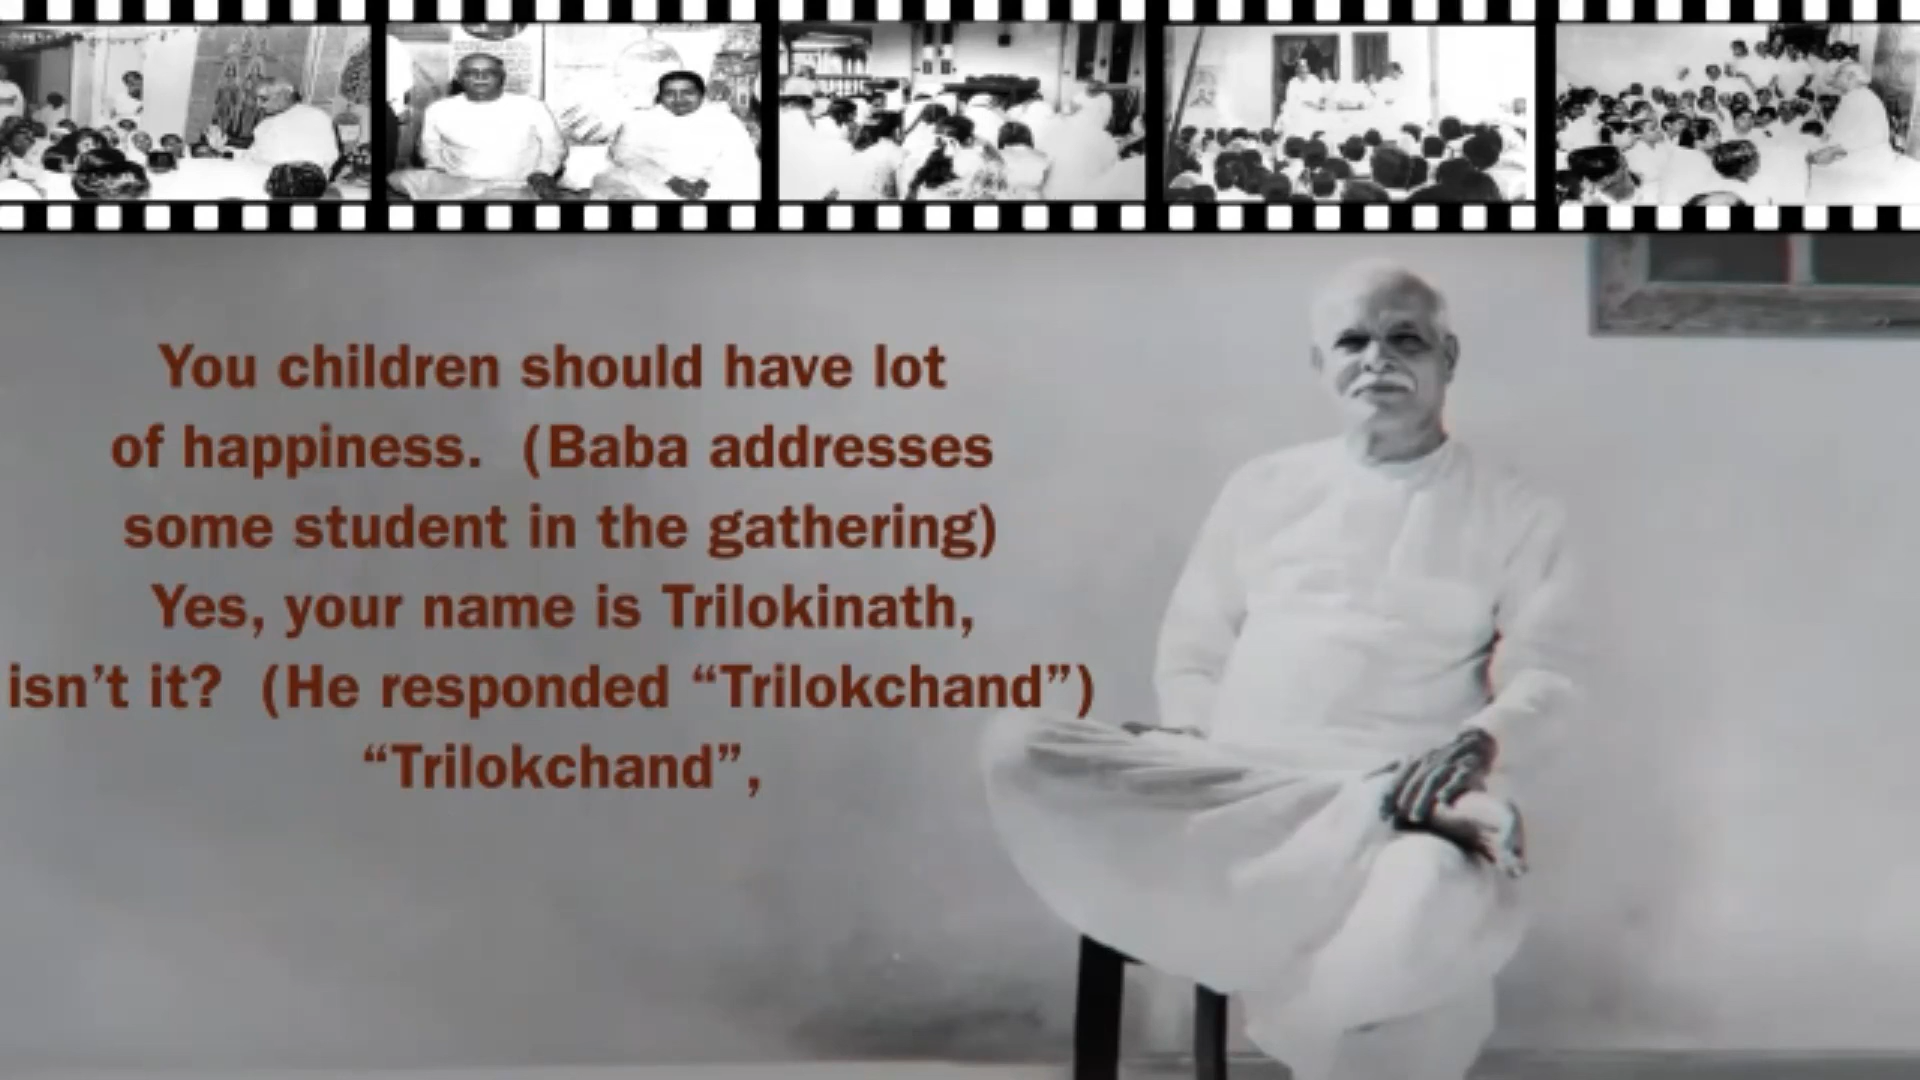 You children should have lot
of happiness.  (Baba addresses
some student in the gathering)
Yes, your name is Trilokinath,
isn’t it?  (He responded “Trilokchand”)
“Trilokchand”,